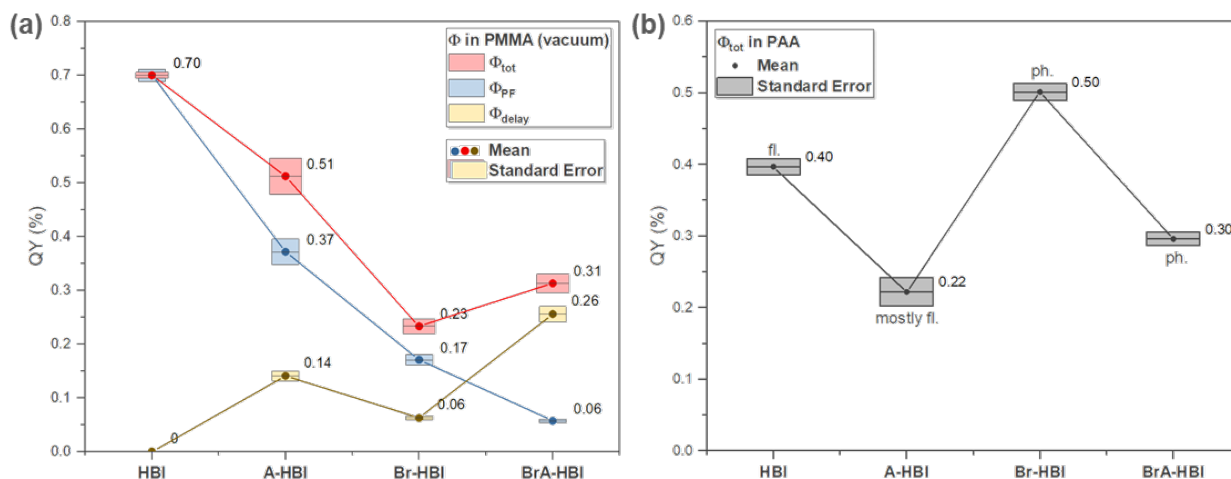 (a)
0.8
0.7
0.6
0.5
0.4
0.3
0.2
0.1
0.0
QY (%)
Φ in PMMA (vacuum)
Φtot
ΦPF
Φdelay
Mean
Standard Error
0.70
0.51
0.37
0.23
0.17
0.31
0.26
0.14
0.06
0.06
0
HBI
A-HBI
Br-HBI
BrA-HBI
(b)
0.6
0.5
0.4
0.3
0.2
0.1
0.0
QY (%)
Φtot in PAA
Mean
Standard Error
fl.
0.40
mostly fl.
0.22
ph.
0.50
0.30
ph.
HBI
A-HBI
Br-HBI
BrA-HBI